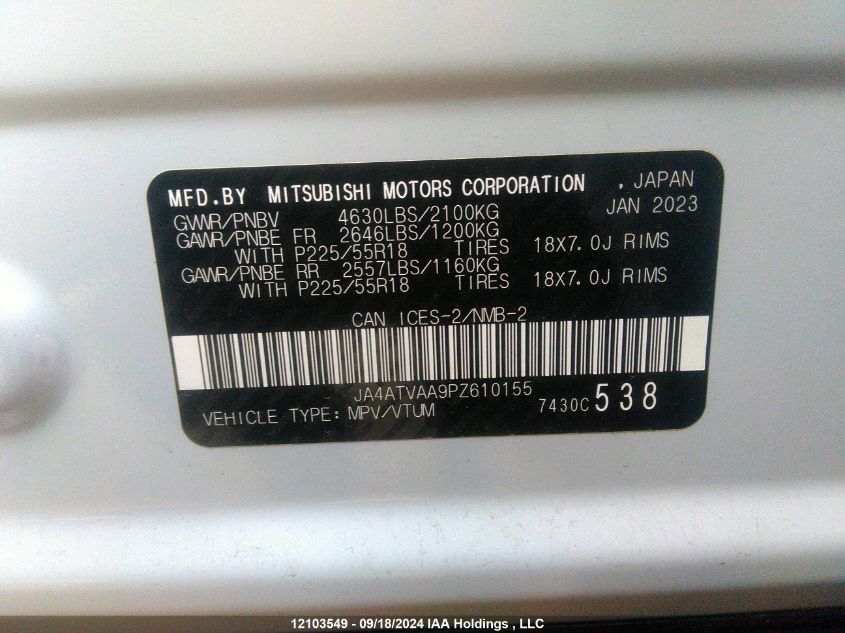 MFD.BY MITSUBISHI MOTORS CORPORATION , JAPAN
GVWR/PNBV 4630LBS/2100KG JAN 2023
GAWR/PNBE FR 2646LBS/1200KG
WITH P225/55R18 TIRES 18X7.0J RIMS
GAWR/PNBE RR 2557LBS/1160KG
WITH P225/55R18 TIRES 18X7.0J RIMS
CAN ICES-2/NMB-2
JA4ATVAA9PZ610155
VEHICLE TYPE:MPV/VTUM 7430C 538
12103549 - 09/18/2024 IAA Holdings , LLC